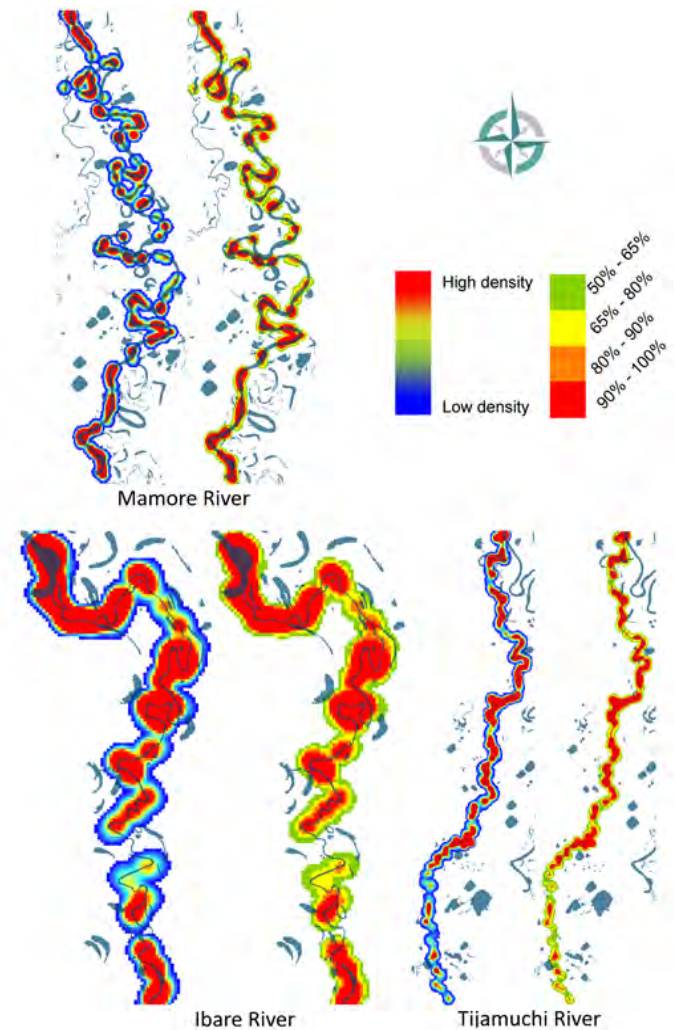 High density
Low density
50% - 65%
65% - 80%
80% - 90%
90% - 100%
Mamore River
Ibare River
Tijamuchi River